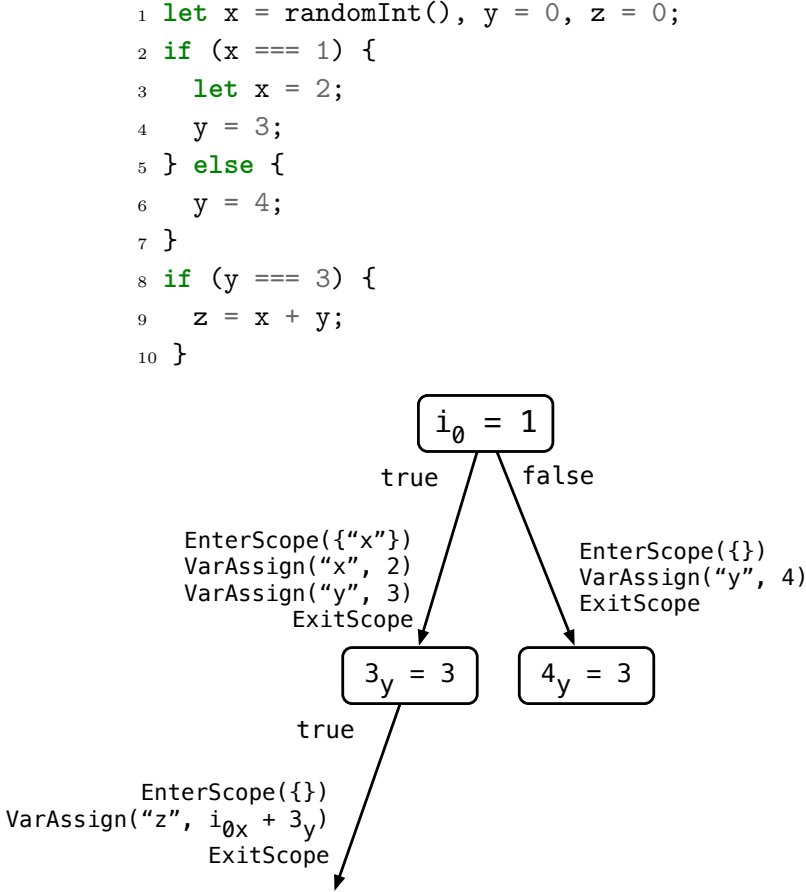 1 let x = randomInt(), y = 0, z = 0;
2 if (x === 1) {
3 let x = 2;
4 y = 3;
5 } else {
6 y = 4;
7 }
8 if (y === 3) {
9 z = x + y;
10 }
i0 = 1
true
false
EnterScope({“x”})
VarAssign(“x”, 2)
VarAssign(“y”, 3)
ExitScope
EnterScope({})
VarAssign(“y”, 4)
ExitScope
3y = 3
4y = 3
true
EnterScope({})
VarAssign(“z”, i0x + 3y)
ExitScope